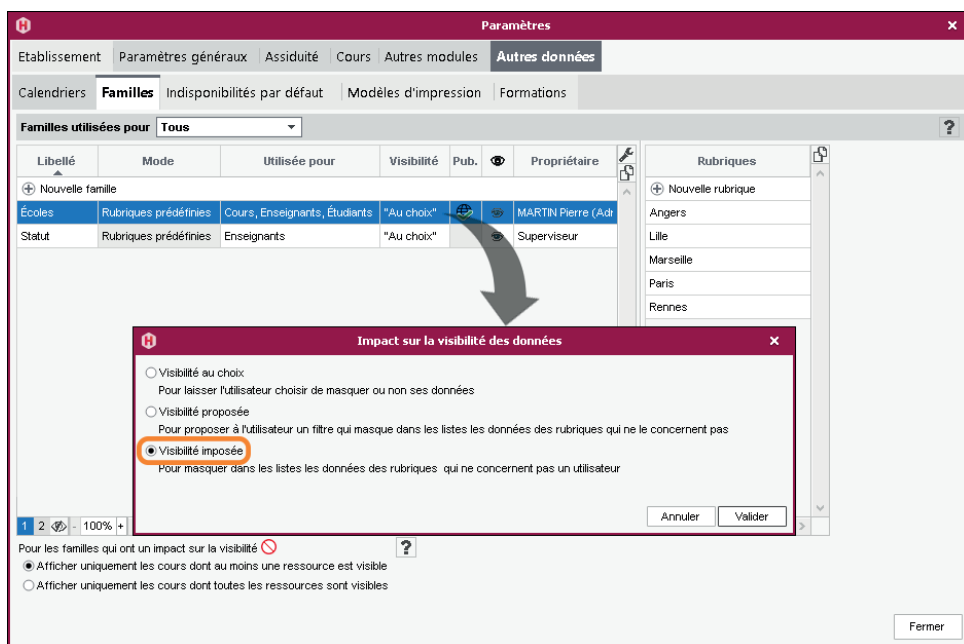 Paramètres
Etablissement Paramètres généraux Assiduité Cours Autres modules Autres données
Calendriers Familles Indisponibilités par défaut Modèles d'impression Formations
Familles utilisées pour Tous ?
Libellé Mode Utilisée pour Visibilité Pub. Propriétaire Rubriques
Nouvelle famille Nouvelle rubrique
Écoles Rubriques prédéfinies Cours, Enseignants, Étudiants "Au choix" MARTIN Pierre (Adr Angers
Statut Rubriques prédéfinies Enseignants "Au choix" Superviseur Lille
Marseille
Paris
Rennes
Impact sur la visibilité des données
Visibilité au choix
Pour laisser l'utilisateur choisir de masquer ou non ses données
Visibilité proposée
Pour proposer à l'utilisateur un filtre qui masque dans les listes les données des rubriques qui ne le concernent pas
Visibilité imposée
Pour masquer dans les listes les données des rubriques qui ne concernent pas un utilisateur
Annuler Valider
1 2 - 100% +
Pour les familles qui ont un impact sur la visibilité ?
Afficher uniquement les cours dont au moins une ressource est visible
Afficher uniquement les cours dont toutes les ressources sont visibles
Fermer